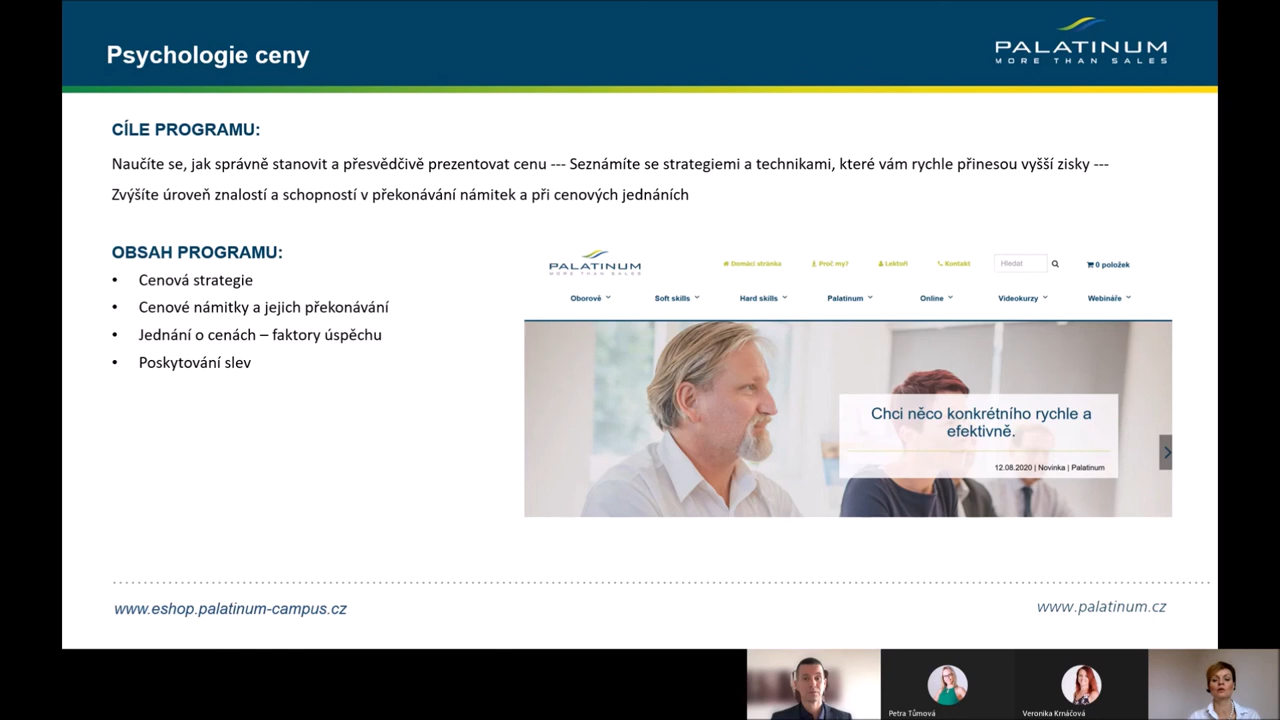 Psychologie ceny
PALATINUM
MORE THAN SALES
CÍLE PROGRAMU:
Naučíte se, jak správně stanovit a přesvědčivě prezentovat cenu --- Seznámíte se strategiemi a technikami, které vám rychle přinesou vyšší zisky ---
Zvýšíte úroveň znalostí a schopností v překonávání námitek a při cenových jednáních
OBSAH PROGRAMU:
• Cenová strategie
• Cenové námitky a jejich překonávání
• Jednání o cenách – faktory úspěchu
• Poskytování slev
PALATINUM
MORE THAN SALES
Domácí stránka Proč my? Lektoři Kontakt Hledat 0 položek
Oborově Soft skills Hard skills Palatinum Online Videokurzy Webináře
Chci něco konkrétního rychle a
efektivně.
12.08.2020 | Novinka | Palatinum
www.eshop.palatinum-campus.cz
www.palatinum.cz
Petra Tůmová
Veronika Krnáčová